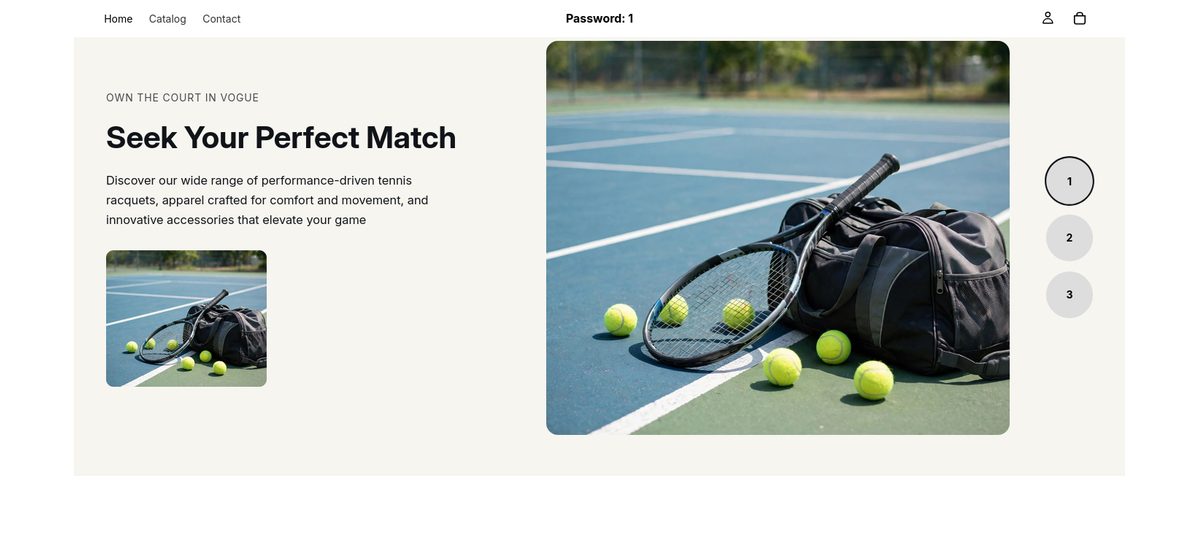 Home Catalog Contact Password: 1
OWN THE COURT IN VOGUE
Seek Your Perfect Match
Discover our wide range of performance-driven tennis
racquets, apparel crafted for comfort and movement, and
innovative accessories that elevate your game
1
2
3